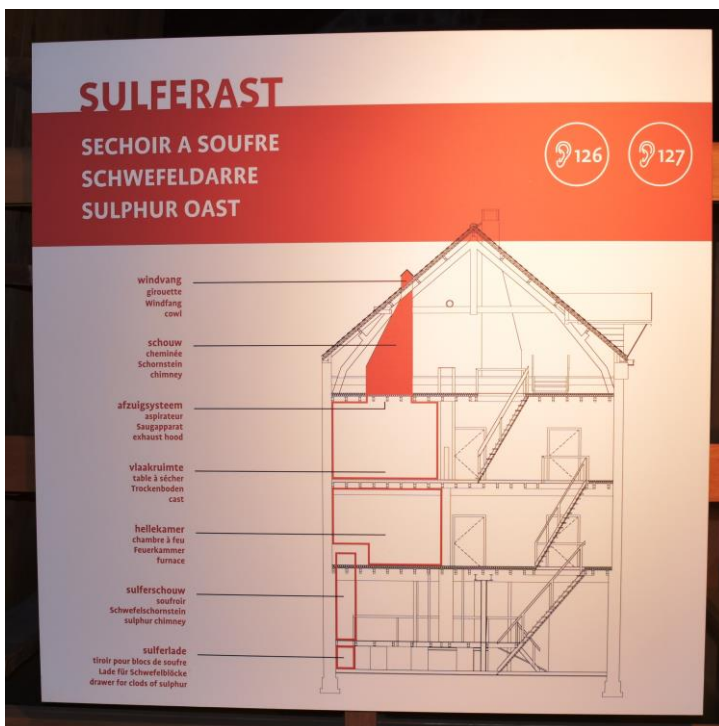 SULFERAST
SECHOIR A SOUFRE
SCHWEFELDARRE
SULPHUR OAST
126
127
windvang
girouette
Windfang
cowl
schouw
cheminée
Schornstein
chimney
afzuigsysteem
aspirateur
Saugapparat
exhaust hood
vlaakruimte
table à sécher
Trockenboden
cast
hellekamer
chambre à feu
Feuerkammer
furnace
sulferschouw
soufroir
Schwefelschornstein
sulphur chimney
sulferlade
tiroir pour blocs de soufre
Lade für Schwefelblöcke
drawer for clods of sulphur